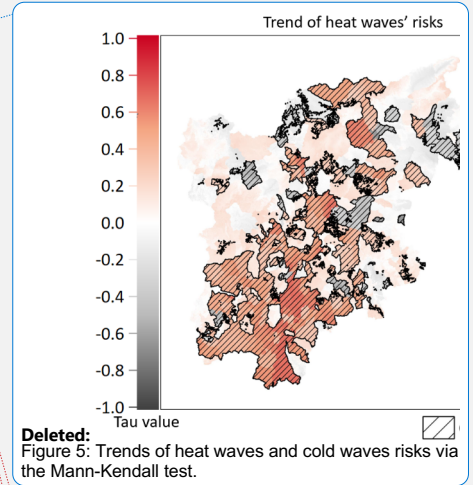 Trend of heat waves’ risks
1.0
0.8
0.6
0.4
0.2
0.0
-0.2
-0.4
-0.6
-0.8
-1.0
Tau value
Deleted:
Figure 5: Trends of heat waves and cold waves risks via
the Mann-Kendall test.